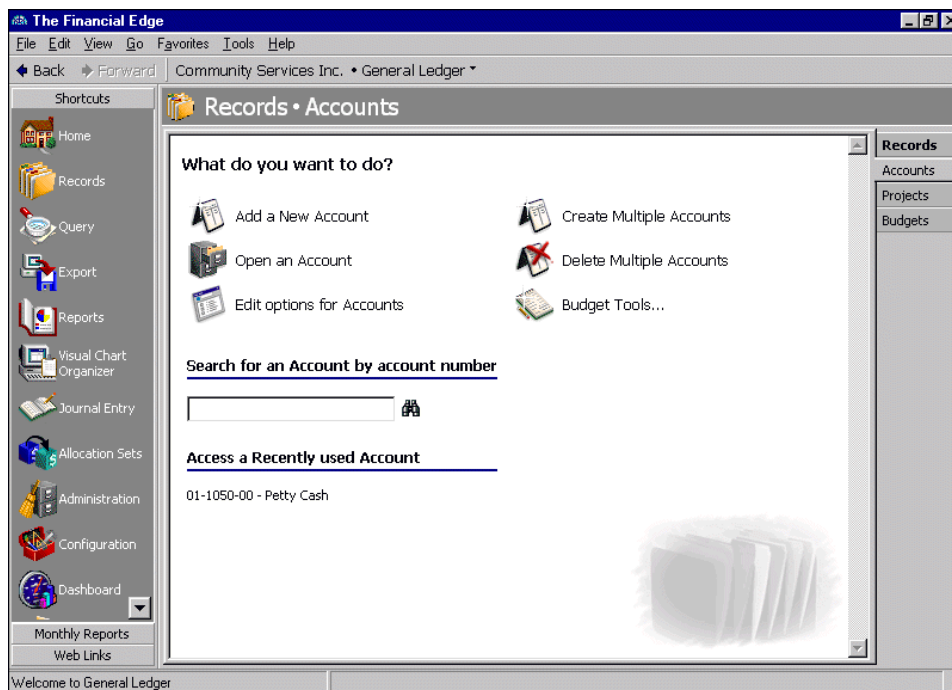 The Financial Edge
File Edit View Go Favorites Tools Help
Back Forward Community Services Inc. • General Ledger
Shortcuts
Home
Records
Query
Export
Reports
Visual Chart
Organizer
Journal Entry
Allocation Sets
Administration
Configuration
Dashboard
Monthly Reports
Web Links
Records • Accounts
What do you want to do?
Add a New Account
Create Multiple Accounts
Open an Account
Delete Multiple Accounts
Edit options for Accounts
Budget Tools...
Search for an Account by account number
Access a Recently used Account
01-1050-00 - Petty Cash
Records
Accounts
Projects
Budgets
Welcome to General Ledger